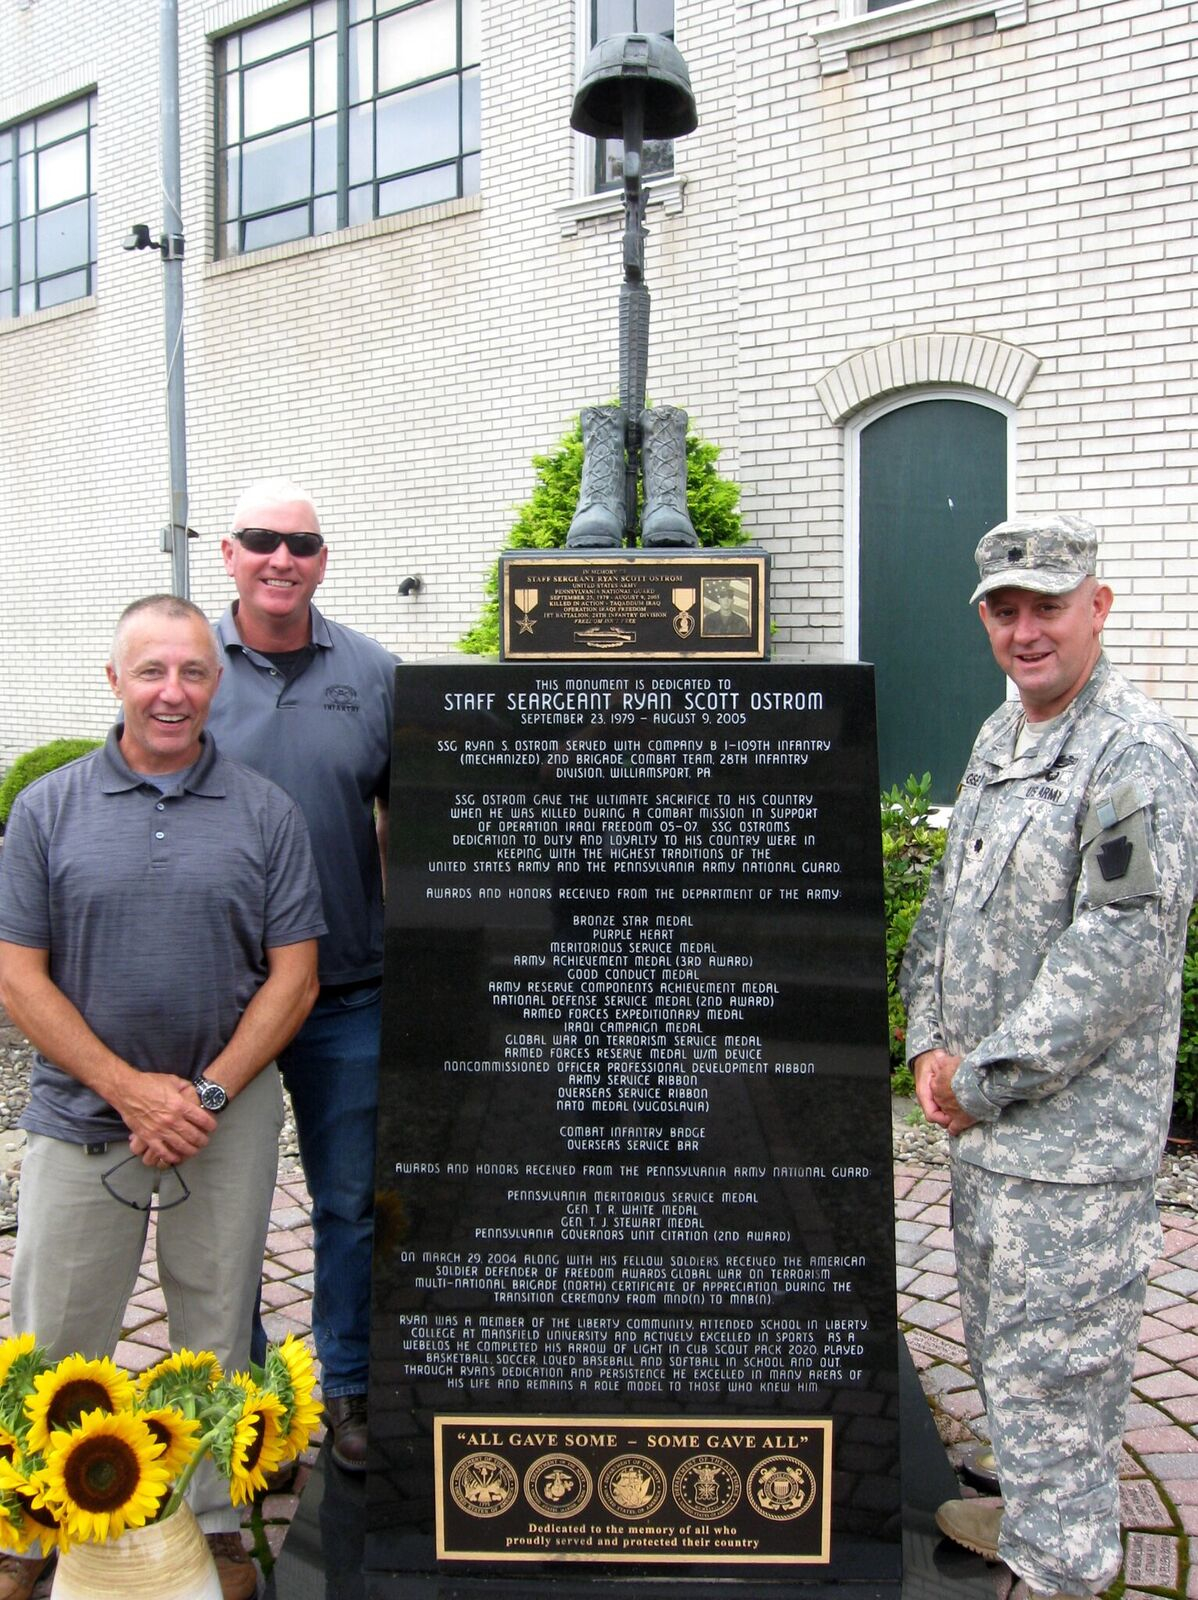 IN MEMORY OF
STAFF SERGEANT RYAN SCOTT OSTROM
UNITED STATES ARMY
PENNSYLVANIA NATIONAL GUARD
SEPTEMBER 23, 1979 - AUGUST 9, 2005
KILLED IN ACTION - TAQADDUM IRAQ
OPERATION IRAQI FREEDOM
1ST BATTALION, 28TH INFANTRY DIVISION
FREEDOM ISN'T FREE
THIS MONUMENT IS DEDICATED TO
STAFF SEARGEANT RYAN SCOTT OSTROM
SEPTEMBER 23, 1979 - AUGUST 9, 2005
SSG RYAN S. OSTROM SERVED WITH COMPANY B 1-109TH INFANTRY
(MECHANIZED), 2ND BRIGADE COMBAT TEAM, 28TH INFANTRY
DIVISION, WILLIAMSPORT, PA
SSG OSTROM GAVE THE ULTIMATE SACRIFICE TO HIS COUNTRY
WHEN HE WAS KILLED DURING A COMBAT MISSION IN SUPPORT
OF OPERATION IRAQI FREEDOM 05-07. SSG OSTROMS
DEDICATION TO DUTY AND LOYALTY TO HIS COUNTRY WERE IN
KEEPING WITH THE HIGHEST TRADITIONS OF THE
UNITED STATES ARMY AND THE PENNSYLVANIA ARMY NATIONAL GUARD.
AWARDS AND HONORS RECEIVED FROM THE DEPARTMENT OF THE ARMY:
BRONZE STAR MEDAL
PURPLE HEART
MERITORIOUS SERVICE MEDAL
ARMY ACHIEVEMENT MEDAL (3RD AWARD)
GOOD CONDUCT MEDAL
ARMY RESERVE COMPONENTS ACHIEVEMENT MEDAL
NATIONAL DEFENSE SERVICE MEDAL (2ND AWARD)
ARMED FORCES EXPEDITIONARY MEDAL
IRAQI CAMPAIGN MEDAL
GLOBAL WAR ON TERRORISM SERVICE MEDAL
ARMED FORCES RESERVE MEDAL W/M DEVICE
NONCOMMISSIONED OFFICER PROFESSIONAL DEVELOPMENT RIBBON
ARMY SERVICE RIBBON
OVERSEAS SERVICE RIBBON
NATO MEDAL (YUGOSLAVIA)
COMBAT INFANTRY BADGE
OVERSEAS SERVICE BAR
AWARDS AND HONORS RECEIVED FROM THE PENNSYLVANIA ARMY NATIONAL GUARD:
PENNSYLVANIA MERITORIOUS SERVICE MEDAL
GEN T. R. WHITE MEDAL
GEN. T. J. STEWART MEDAL
PENNSYLVANIA GOVERNORS UNIT CITATION (2ND AWARD)
ON MARCH 29, 2004 ALONG WITH HIS FELLOW SOLDIERS, RECEIVED THE AMERICAN
SOLDIER DEFENDER OF FREEDOM AWARDS GLOBAL WAR ON TERRORISM
MULTI-NATIONAL BRIGADE (NORTH) CERTIFICATE OF APPRECIATION DURING THE
TRANSITION CEREMONY FROM MND(N) TO MNB(N).
RYAN WAS A MEMBER OF THE LIBERTY COMMUNITY, ATTENDED SCHOOL IN LIBERTY,
COLLEGE AT MANSFIELD UNIVERSITY AND ACTIVELY EXCELLED IN SPORTS. AS A
WEBELOS HE COMPLETED HIS ARROW OF LIGHT IN CUB SCOUT PACK 2020, PLAYED
BASKETBALL, SOCCER, LOVED BASEBALL AND SOFTBALL IN SCHOOL AND OUT.
THROUGH RYANS DEDICATION AND PERSISTENCE HE EXCELLED IN MANY AREAS OF
HIS LIFE AND REMAINS A ROLE MODEL TO THOSE WHO KNEW HIM
"ALL GAVE SOME - SOME GAVE ALL"
Dedicated to the memory of all who
proudly served and protected their country
INFANTRY
U.S. ARMY